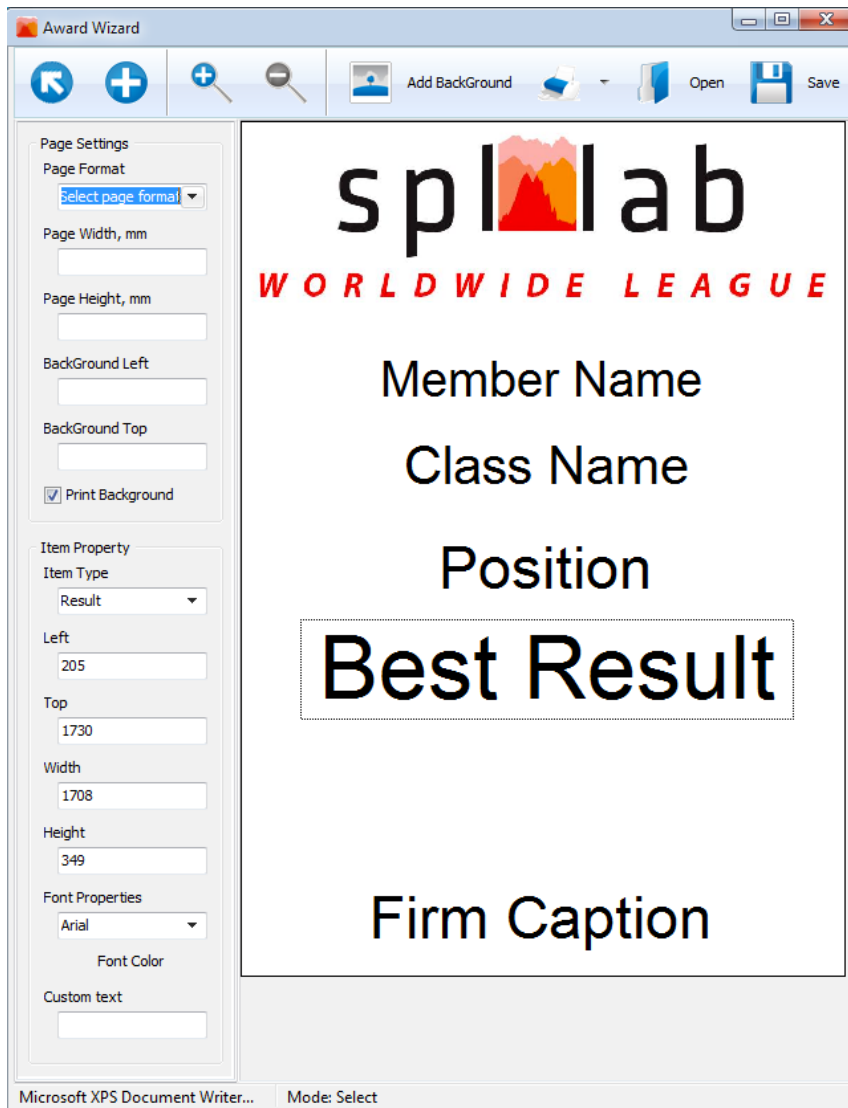 Award Wizard
Add BackGround
Open
Save
Page Settings
Page Format
Select page format
Page Width, mm
Page Height, mm
BackGround Left
BackGround Top
Print Background
Item Property
Item Type
Result
Left
205
Top
1730
Width
1708
Height
349
Font Properties
Arial
Font Color
Custom text
spl lab
WORLDWIDE LEAGUE
Member Name
Class Name
Position
Best Result
Firm Caption
Microsoft XPS Document Writer... Mode: Select